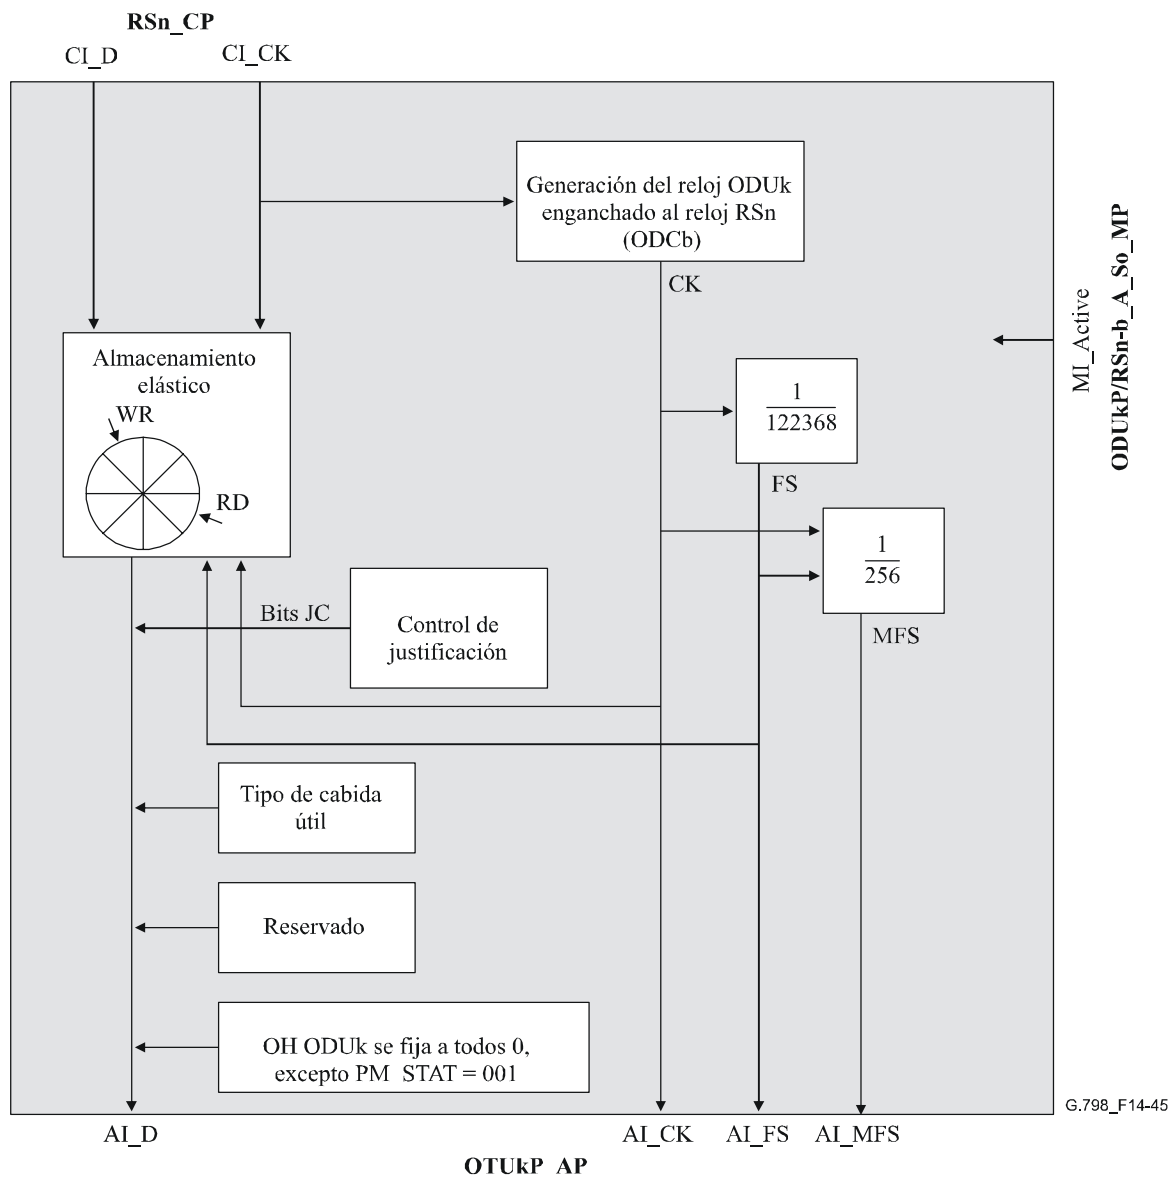 RSn_CP
CI_D
CI_CK
Generación del reloj ODUk
enganchado al reloj RSn
(ODCb)
CK
MI_Active
ODUkP/RSn-b_A_So_MP
Almacenamiento
elástico
WR
RD
1
122368
FS
1
256
MFS
Bits JC
Control de
justificación
Tipo de cabida
útil
Reservado
OH ODUk se fija a todos 0,
excepto PM STAT = 001
G.798_F14-45
AI_D
AI_CK
AI_FS
AI_MFS
OTUkP AP